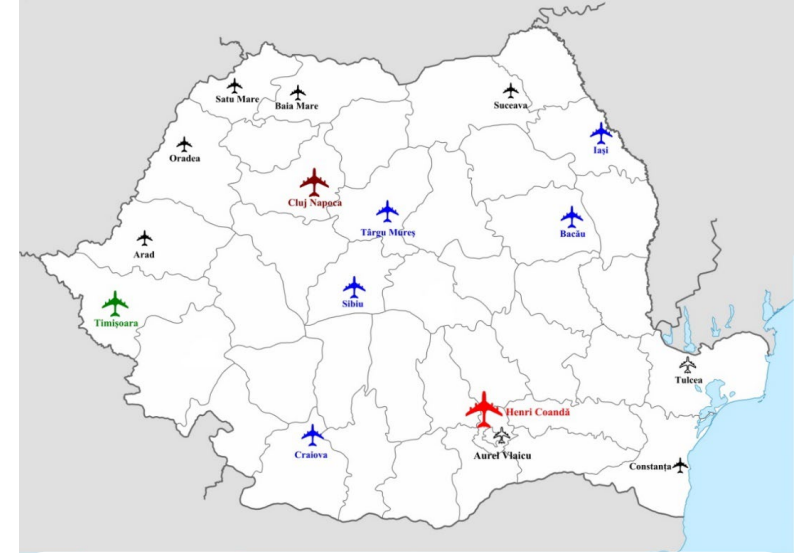 Satu Mare
Baia Mare
Suceava
Iași
Oradea
Cluj Napoca
Târgu Mureș
Bacău
Arad
Sibiu
Timișoara
Tulcea
Henri Coandă
Craiova
Aurel Vlaicu
Constanța